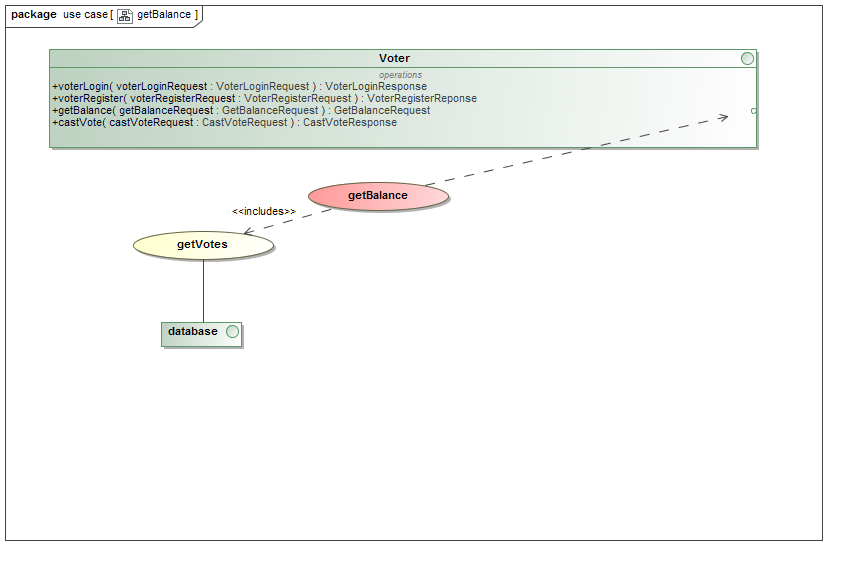 package use case [ getBalance ]
Voter
operations
+voterLogin( voterLoginRequest : VoterLoginRequest ) : VoterLoginResponse
+voterRegister( voterRegisterRequest : VoterRegisterRequest ) : VoterRegisterReponse
+getBalance( getBalanceRequest : GetBalanceRequest ) : GetBalanceRequest
+castVote( castVoteRequest : CastVoteRequest ) : CastVoteResponse
getBalance
<<includes>>
getVotes
database